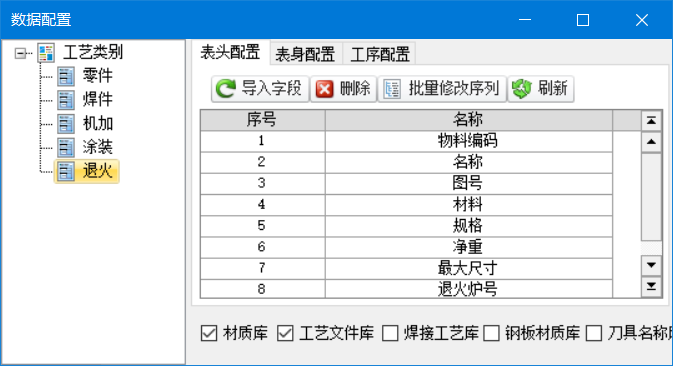 数据配置
工艺类别
零件
焊件
机加
涂装
退火
表头配置 表身配置 工序配置
导入字段 删除 批量修改序列 刷新
序号 名称
1 物料编码
2 名称
3 图号
4 材料
5 规格
6 净重
7 最大尺寸
8 退火炉号
材质库 工艺文件库 焊接工艺库 钢板材质库 刀具名称库